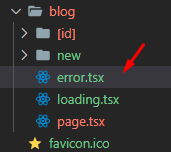 blog
[id]
new
error.tsx
loading.tsx
page.tsx
favicon.ico